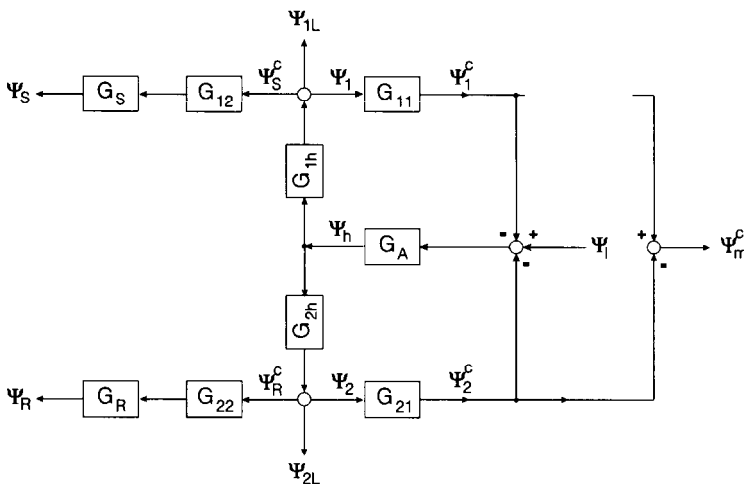 Ψ1L
ΨS GS G12 ΨSc Ψ1 G11 Ψ1c
G1h
Ψh GA - + - Ψl + - Ψmc
G2h
ΨR GR G22 ΨRc Ψ2 G21 Ψ2c
Ψ2L